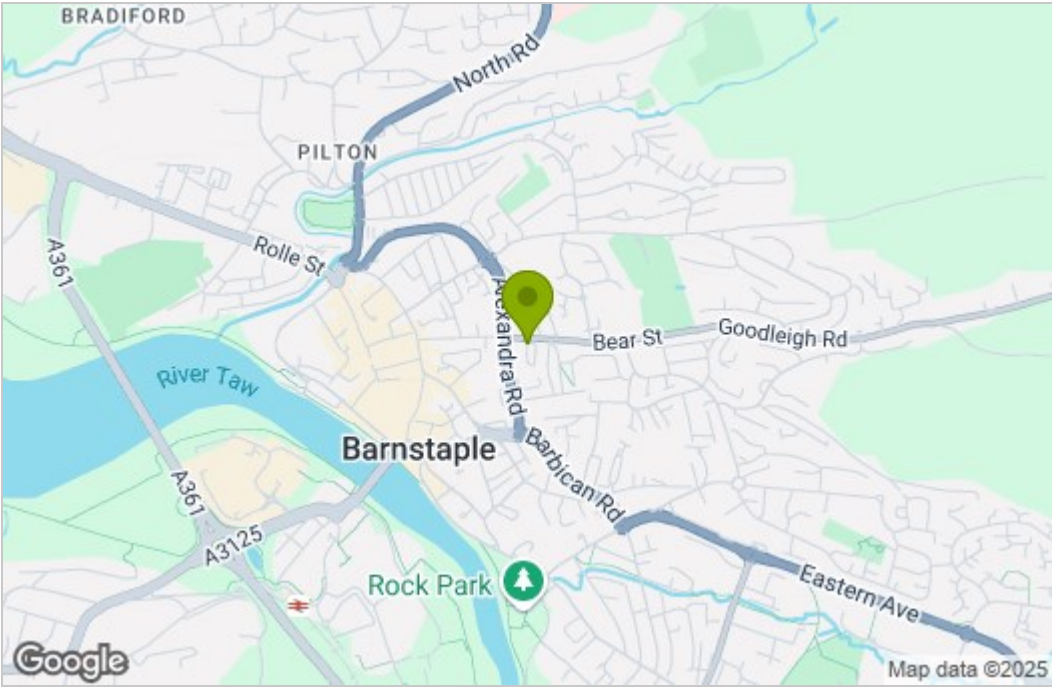 BRADIFORD
North Rd
PILTON
Rolle St
A361
Alexandra Rd
Bear St
Goodleigh Rd
River Taw
Barnstaple
Barbican Rd
A361
A3125
Rock Park
Eastern Ave
Google
Map data ©2025